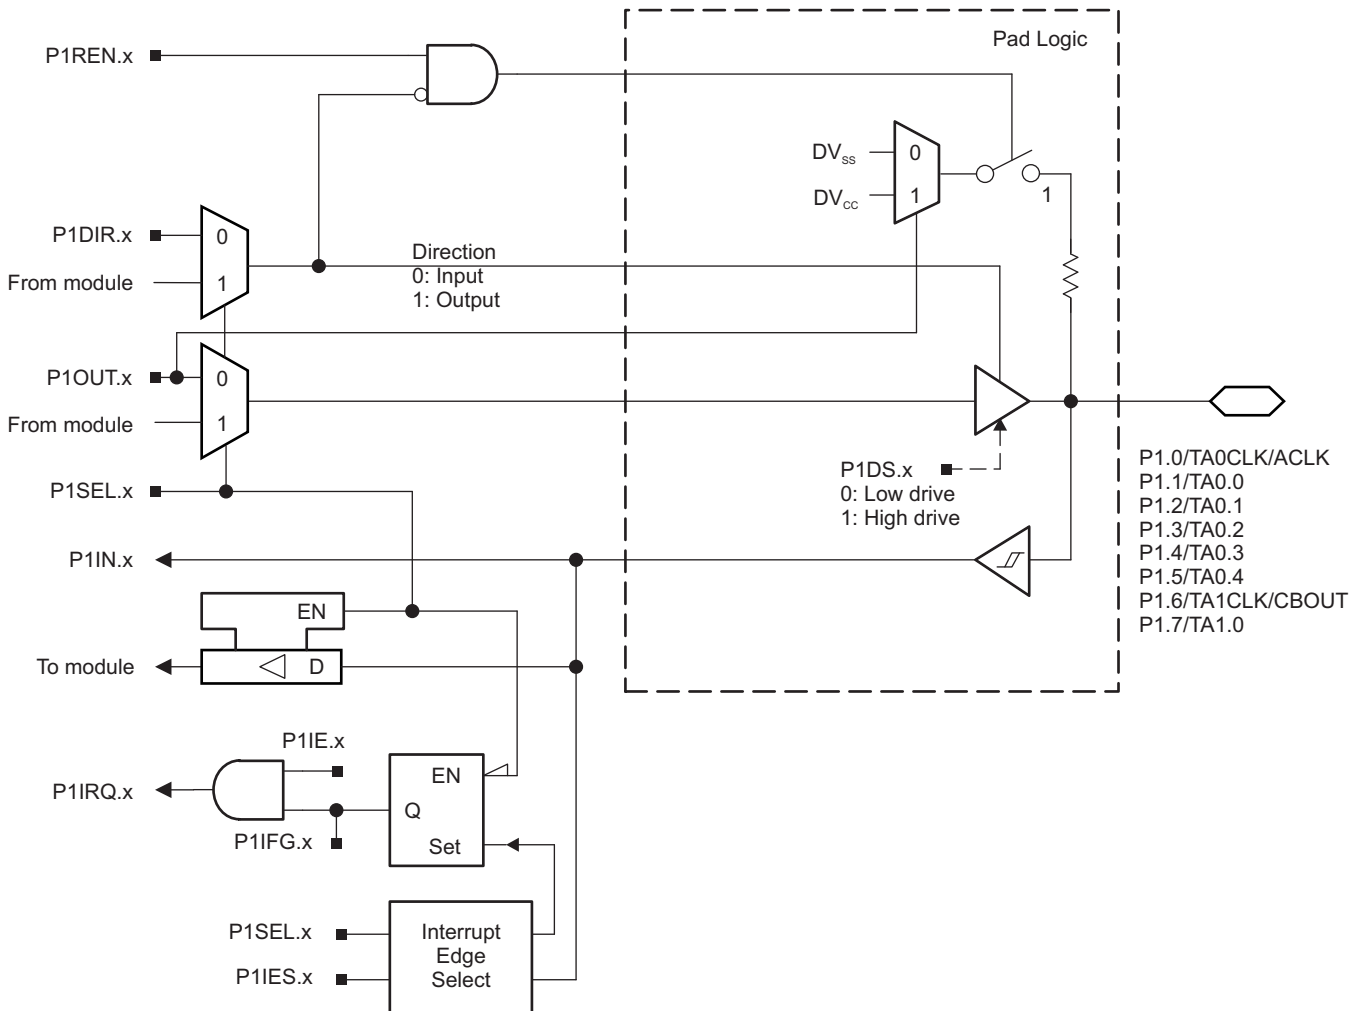 Pad Logic
P1REN.x
DVSS
0
DVCC
1
1
P1DIR.x
0
From module
1
Direction
0: Input
1: Output
P1OUT.x
0
From module
1
P1SEL.x
P1DS.x
0: Low drive
1: High drive
P1.0/TA0CLK/ACLK
P1.1/TA0.0
P1.2/TA0.1
P1.3/TA0.2
P1.4/TA0.3
P1.5/TA0.4
P1.6/TA1CLK/CBOUT
P1.7/TA1.0
P1IN.x
EN
To module
D
P1IE.x
P1IRQ.x
EN
Q
P1IFG.x
Set
P1SEL.x
P1IES.x
Interrupt
Edge
Select